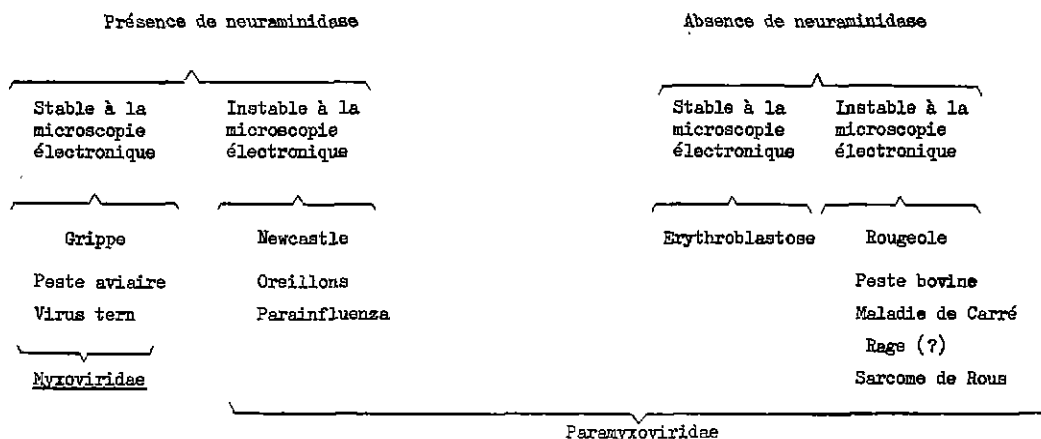 Présence de neuraminidase
Absence de neuraminidase
Stable à la
microscopie
électronique
Instable à la
microscopie
électronique
Stable à la
microscopie
électronique
Instable à la
microscopie
électronique
Grippe
Peste aviaire
Virus tern
Newcastle
Oreillons
Parainfluenza
Erythroblastose
Rougeole
Peste bovine
Maladie de Carré
Rage (?)
Sarcome de Rous
Myxoviridae
Paramyxoviridae